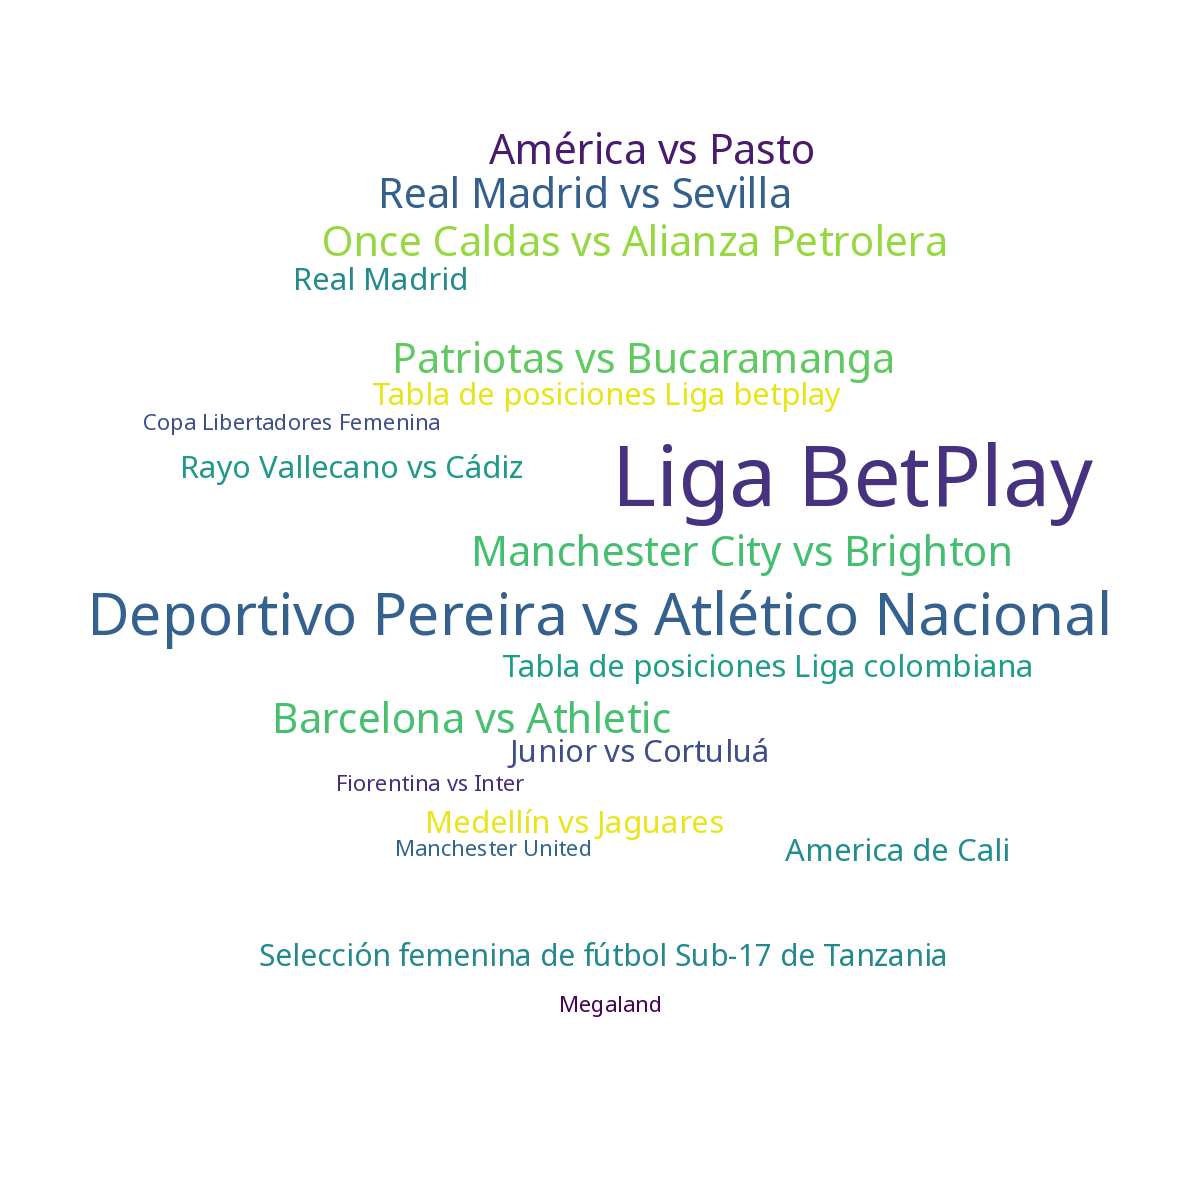 América vs Pasto
Real Madrid vs Sevilla
Once Caldas vs Alianza Petrolera
Real Madrid
Patriotas vs Bucaramanga
Tabla de posiciones Liga betplay
Copa Libertadores Femenina
Rayo Vallecano vs Cádiz
Liga BetPlay
Manchester City vs Brighton
Deportivo Pereira vs Atlético Nacional
Tabla de posiciones Liga colombiana
Barcelona vs Athletic
Junior vs Cortuluá
Fiorentina vs Inter
Medellín vs Jaguares
Manchester United
America de Cali
Selección femenina de fútbol Sub-17 de Tanzania
Megaland